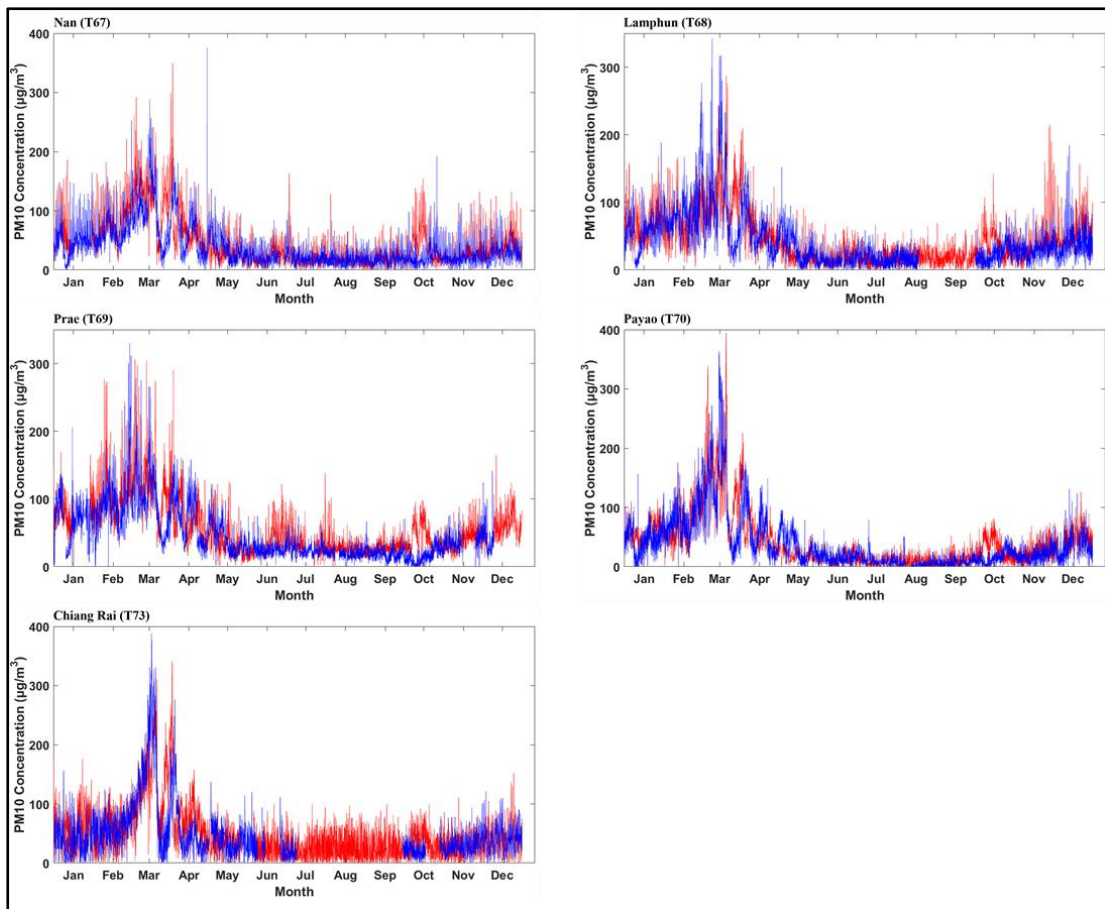 Nan (T67)
PM10 Concentration (µg/m³)
400
300
200
100
0
Jan Feb Mar Apr May Jun Jul Aug Sep Oct Nov Dec
Month
Lamphun (T68)
PM10 Concentration (µg/m³)
300
200
100
0
Jan Feb Mar Apr May Jun Jul Aug Sep Oct Nov Dec
Month
Prae (T69)
PM10 Concentration (µg/m³)
300
200
100
0
Jan Feb Mar Apr May Jun Jul Aug Sep Oct Nov Dec
Month
Payao (T70)
PM10 Concentration (µg/m³)
400
300
200
100
0
Jan Feb Mar Apr May Jun Jul Aug Sep Oct Nov Dec
Month
Chiang Rai (T73)
PM10 Concentration (µg/m³)
400
300
200
100
0
Jan Feb Mar Apr May Jun Jul Aug Sep Oct Nov Dec
Month